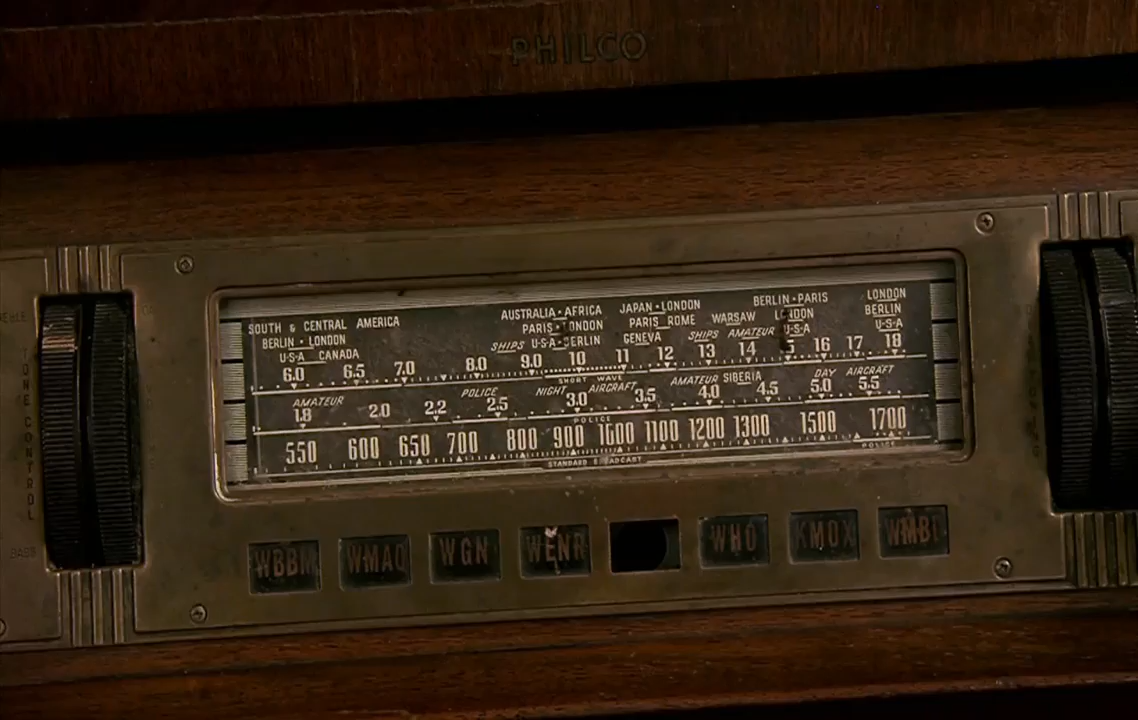 PHILCO
SOUTH & CENTRAL AMERICA AUSTRALIA • AFRICA JAPAN • LONDON BERLIN • PARIS LONDON
BERLIN • LONDON PARIS • LONDON PARIS ROME WARSAW LONDON BERLIN
U•S•A CANADA SHIPS U•S•A • BERLIN GENEVA SHIPS AMATEUR U•S•A U•S•A
6.0 6.5 7.0 8.0 9.0 10 11 12 13 14 16 17 18
SHORT WAVE
AMATEUR POLICE NIGHT AIRCRAFT AMATEUR SIBERIA DAY AIRCRAFT
1.8 2.0 2.2 2.5 3.0 3.5 4.0 4.5 5.0 5.5
POLICE
550 600 650 700 800 900 1000 1100 1200 1300 1500 1700
STANDARD BROADCAST POLICE
TONE CONTROL
BASS
WBBM WMAQ WGN WENR WHO KMOX WMBI